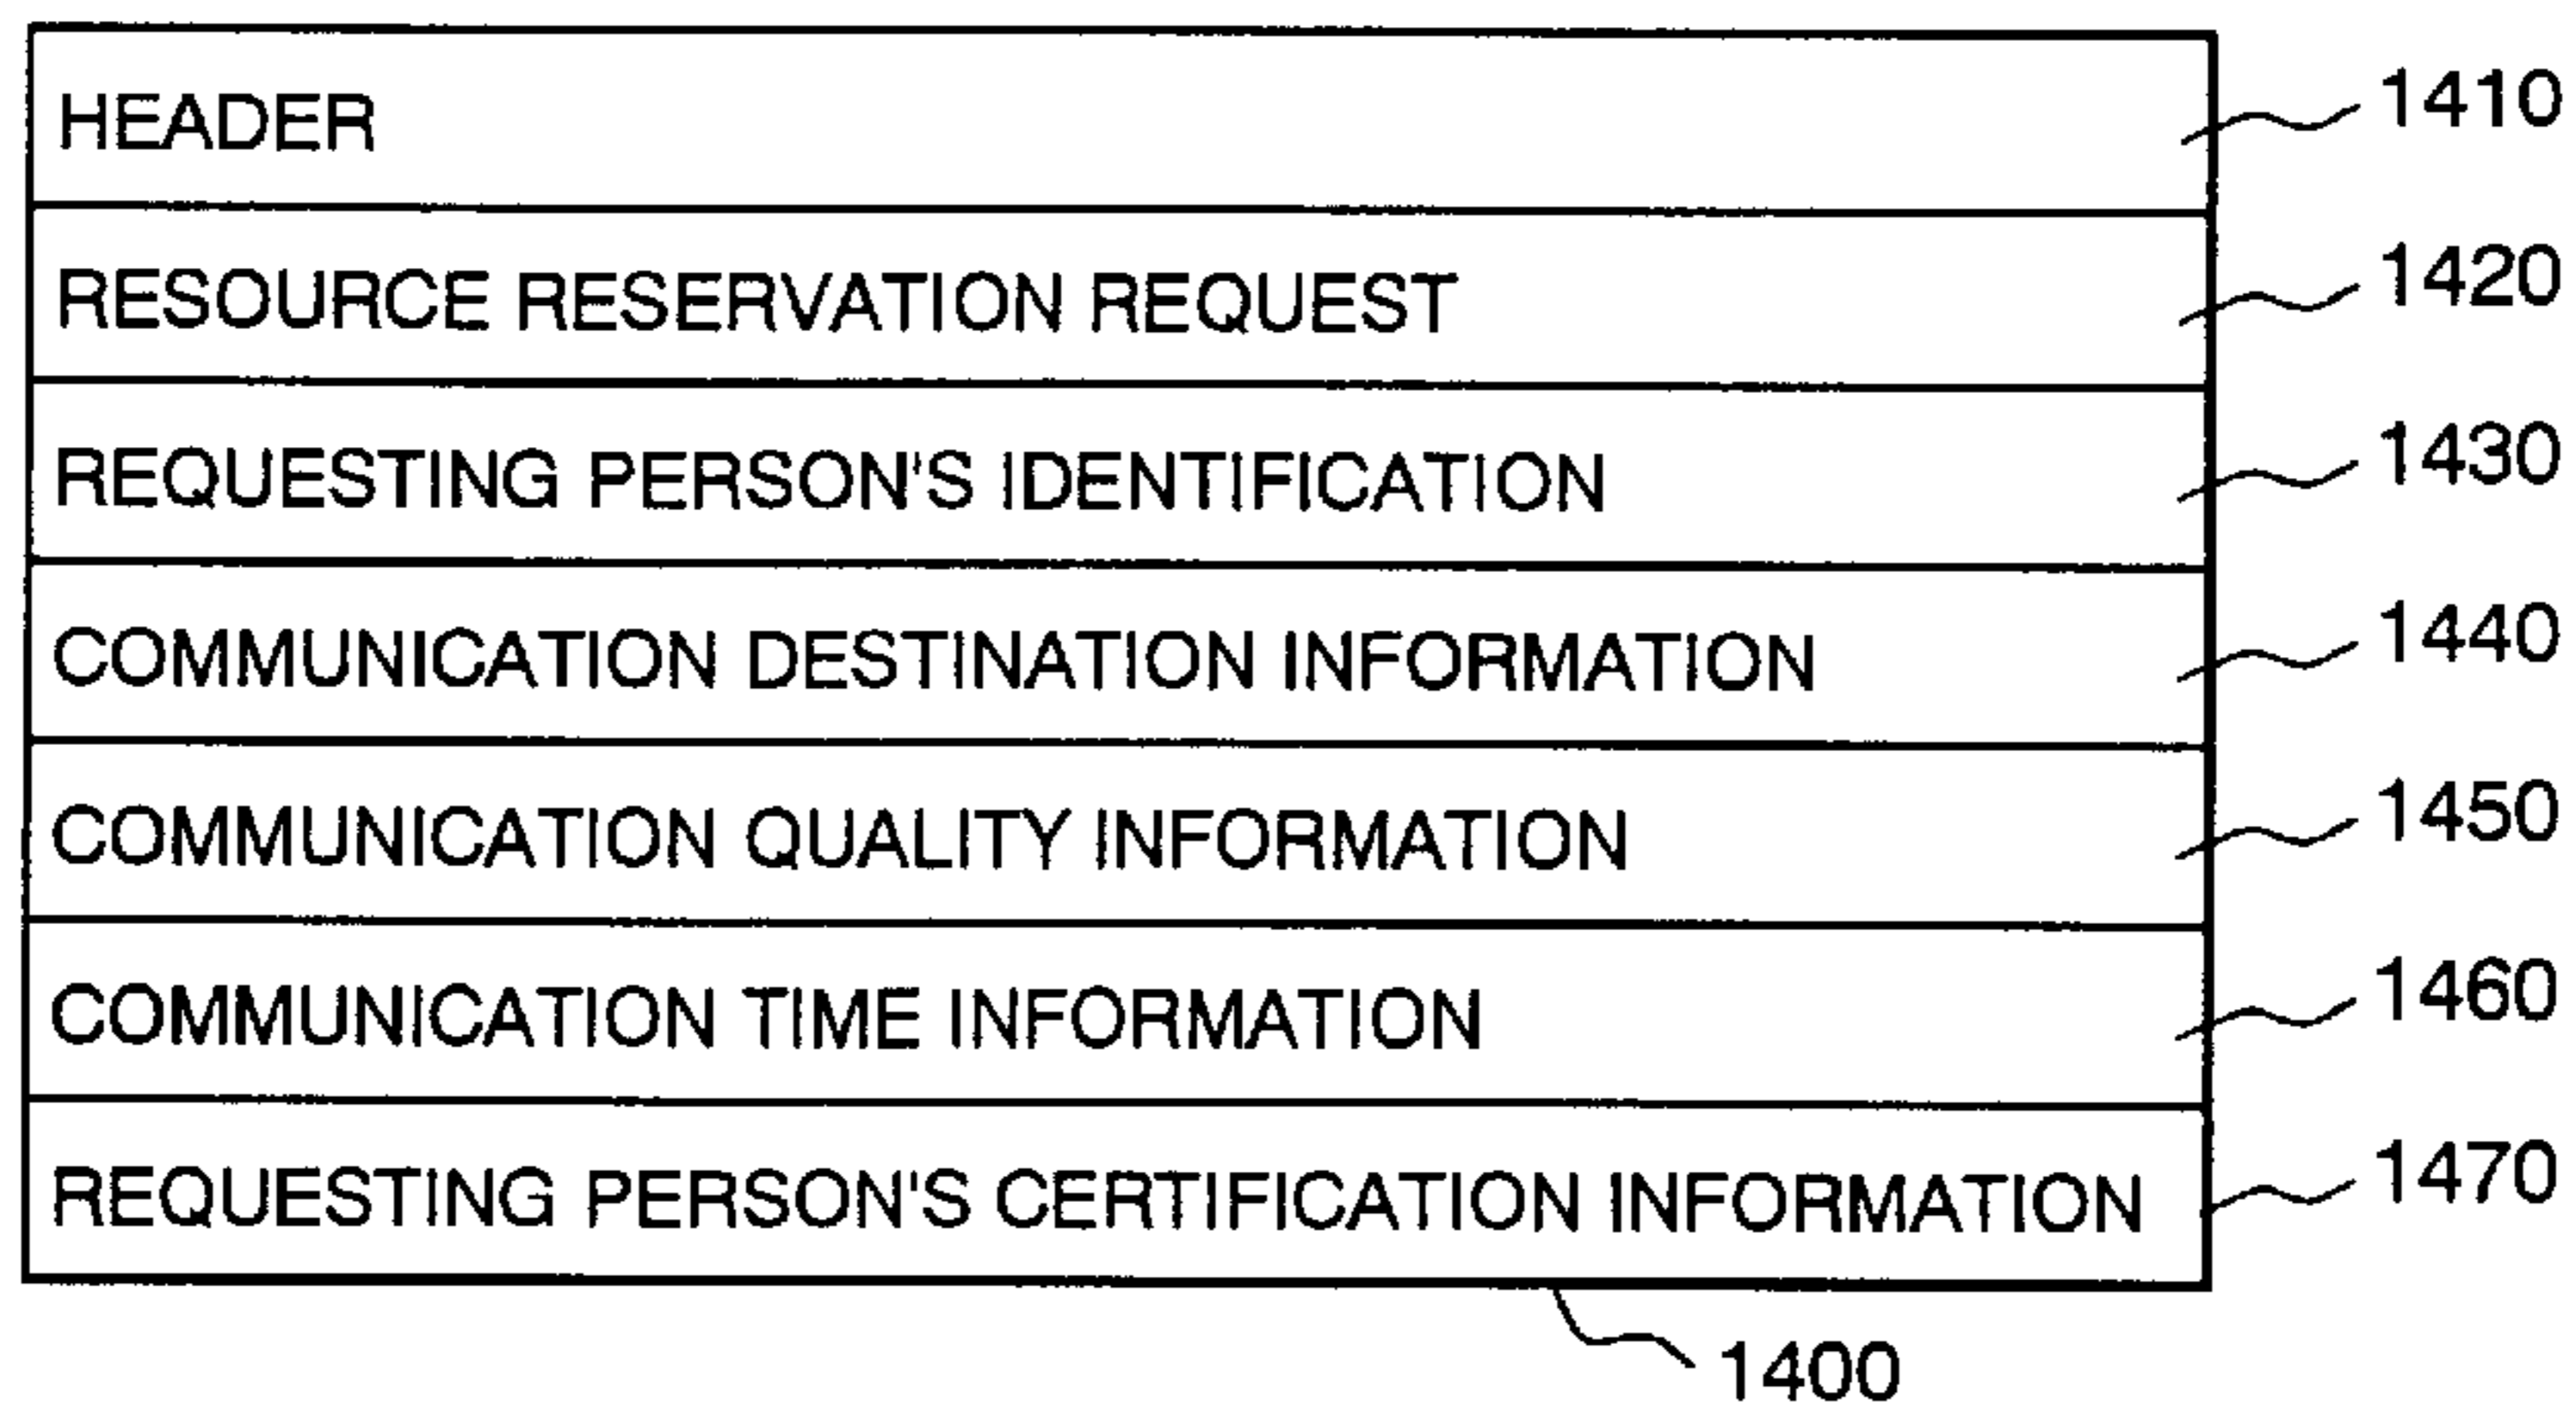 HEADER 1410
RESOURCE RESERVATION REQUEST 1420
REQUESTING PERSON'S IDENTIFICATION 1430
COMMUNICATION DESTINATION INFORMATION 1440
COMMUNICATION QUALITY INFORMATION 1450
COMMUNICATION TIME INFORMATION 1460
REQUESTING PERSON'S CERTIFICATION INFORMATION 1470
1400